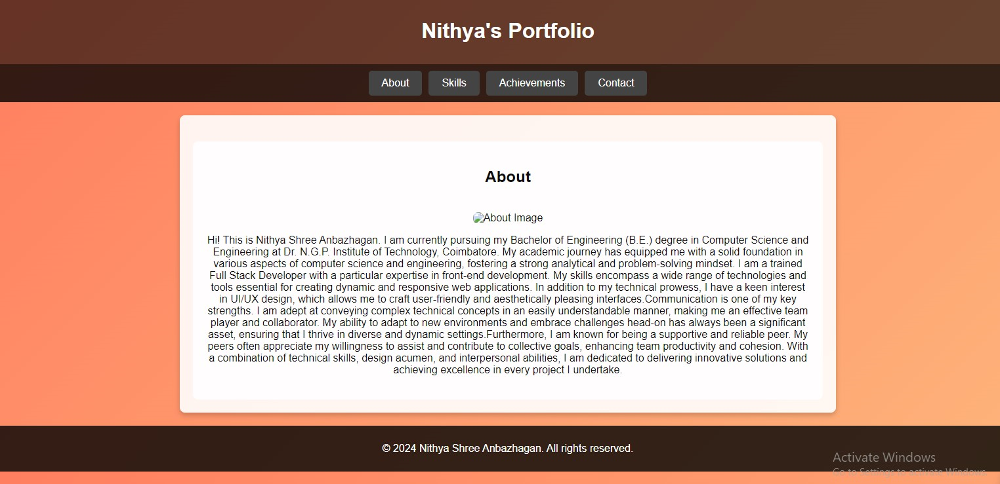 Nithya's Portfolio
About
Skills
Achievements
Contact
About
About Image
Hi! This is Nithya Shree Anbazhagan. I am currently pursuing my Bachelor of Engineering (B.E.) degree in Computer Science and
Engineering at Dr. N.G.P. Institute of Technology, Coimbatore. My academic journey has equipped me with a solid foundation in
various aspects of computer science and engineering, fostering a strong analytical and problem-solving mindset. I am a trained
Full Stack Developer with a particular expertise in front-end development. My skills encompass a wide range of technologies and
tools essential for creating dynamic and responsive web applications. In addition to my technical prowess, I have a keen interest
in UI/UX design, which allows me to craft user-friendly and aesthetically pleasing interfaces.Communication is one of my key
strengths. I am adept at conveying complex technical concepts in an easily understandable manner, making me an effective team
player and collaborator. My ability to adapt to new environments and embrace challenges head-on has always been a significant
asset, ensuring that I thrive in diverse and dynamic settings.Furthermore, I am known for being a supportive and reliable peer. My
peers often appreciate my willingness to assist and contribute to collective goals, enhancing team productivity and cohesion. With
a combination of technical skills, design acumen, and interpersonal abilities, I am dedicated to delivering innovative solutions and
achieving excellence in every project I undertake.
© 2024 Nithya Shree Anbazhagan. All rights reserved.
Activate Windows
Go to Settings to activate Windows.